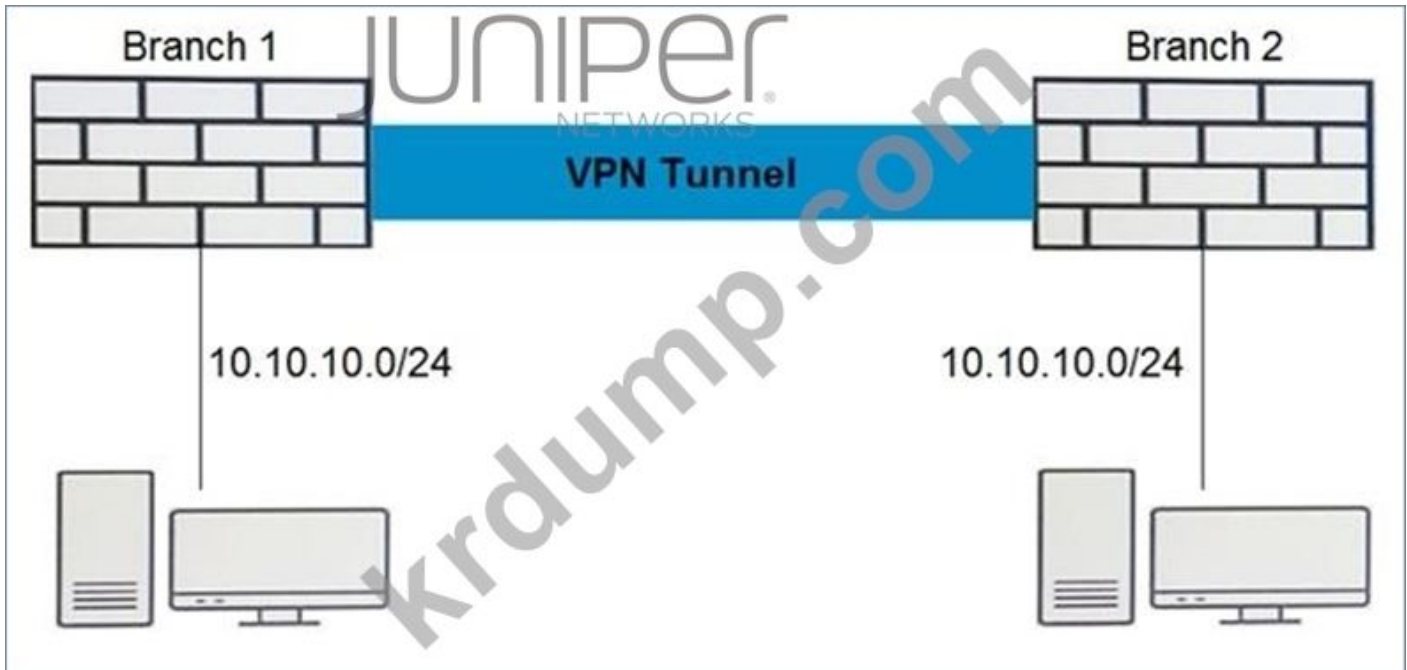 Branch 1
JUNIPER
NETWORKS
Branch 2
VPN Tunnel
10.10.10.0/24
10.10.10.0/24
krdump.com